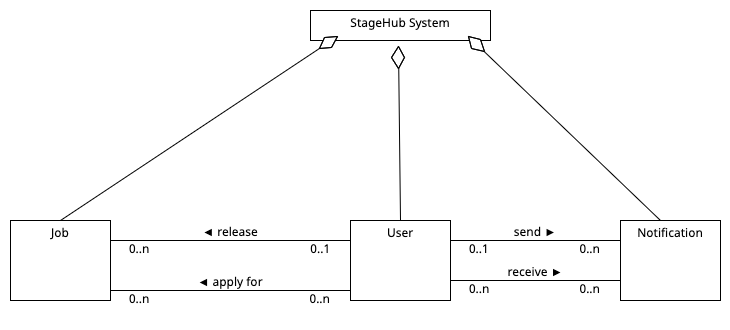 StageHub System
Job
◄ release
0..n
0..1
◄ apply for
0..n
0..n
User
send ►
0..1
0..n
receive ►
0..n
0..n
Notification